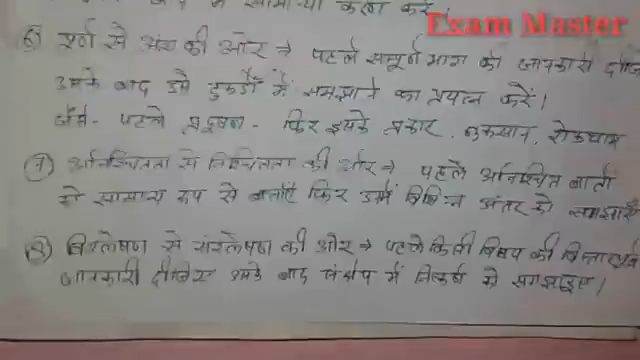 Exam Master
6) पूर्ण से अंश की ओर → पहले सम्पूर्ण भाग की जानकारी दीजि
उसके बाद उसे टुकडों में समझाने का प्रयत्न करें।
जैसे - पहले प्रदूषण - फिर इसके प्रकार, नुकसान, रोकथाम
7) अनिश्चितता से निश्चितता की ओर → पहले अनिश्चित बातों
को सामान्य रूप से बताएँ फिर उसमें विभिन्न अंतर को समझाएँ
8) विश्लेषण से संश्लेषण की ओर → पहले किसी विषय की विस्तारपूर्वक
जानकारी दीजिए उसके बाद संक्षेप में निष्कर्ष को समझाइए।